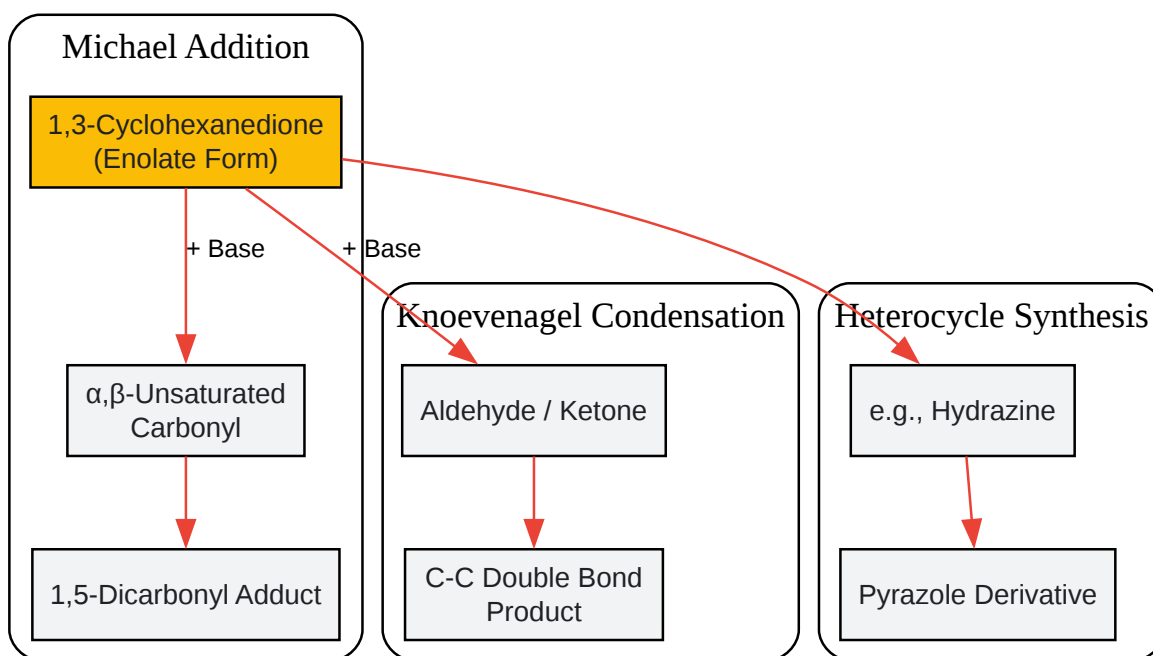 Michael Addition
1,3-Cyclohexanedione
(Enolate Form)
+ Base
+ Base
Knoevenagel Condensation
Heterocycle Synthesis
α,β-Unsaturated
Carbonyl
Aldehyde / Ketone
e.g., Hydrazine
1,5-Dicarbonyl Adduct
C-C Double Bond
Product
Pyrazole Derivative